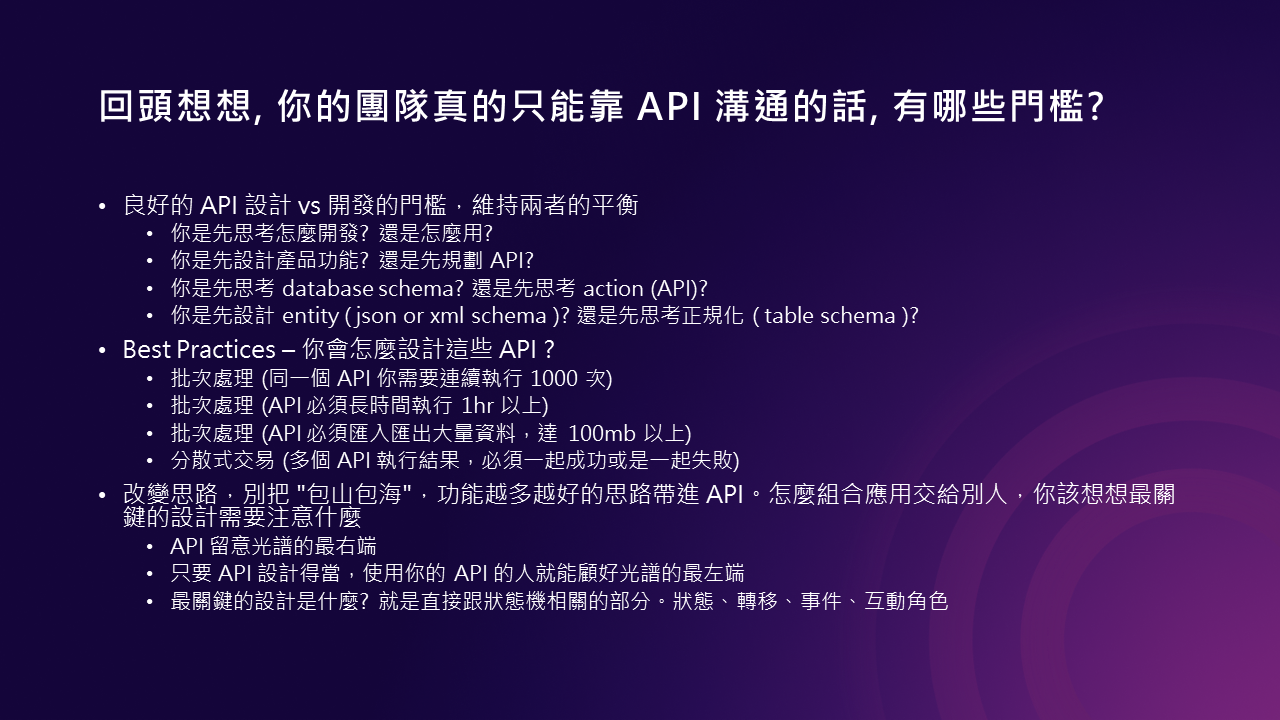 回頭想想, 你的團隊真的只能靠 API 溝通的話, 有哪些門檻?
• 良好的 API 設計 vs 開發的門檻，維持兩者的平衡
• 你是先思考怎麼開發? 還是怎麼用?
• 你是先設計產品功能? 還是先規劃 API?
• 你是先思考 database schema? 還是先思考 action (API)?
• 你是先設計 entity ( json or xml schema )? 還是先思考正規化 ( table schema )?
• Best Practices – 你會怎麼設計這些 API ?
• 批次處理 (同一個 API 你需要連續執行 1000 次)
• 批次處理 (API 必須長時間執行 1hr 以上)
• 批次處理 (API 必須匯入匯出大量資料，達 100mb 以上)
• 分散式交易 (多個 API 執行結果，必須一起成功或是一起失敗)
• 改變思路，別把 "包山包海"，功能越多越好的思路帶進 API。怎麼組合應用交給別人，你該想想最關
鍵的設計需要注意什麼
• API 留意光譜的最右端
• 只要 API 設計得當，使用你的 API 的人就能顧好光譜的最左端
• 最關鍵的設計是什麼? 就是直接跟狀態機相關的部分。狀態、轉移、事件、互動角色